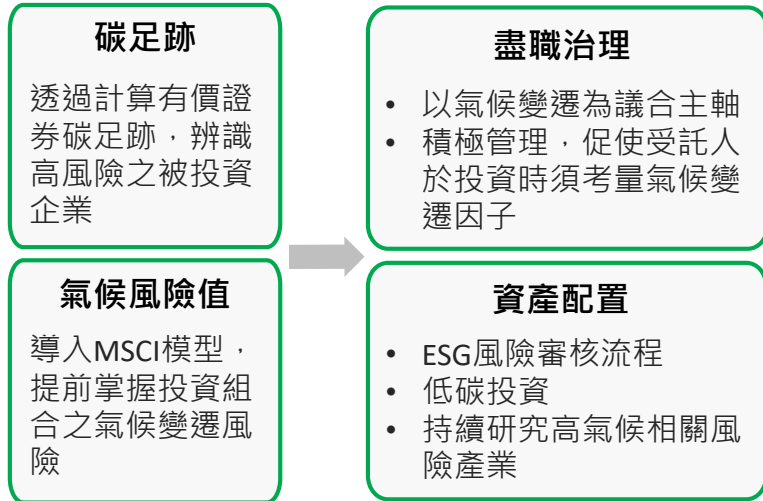 碳足跡
透過計算有價證
券碳足跡，辨識
高風險之被投資
企業
氣候風險值
導入MSCI模型，
提前掌握投資組
合之氣候變遷風
險
盡職治理
• 以氣候變遷為議合主軸
• 積極管理，促使受託人
於投資時須考量氣候變
遷因子
資產配置
• ESG風險審核流程
• 低碳投資
• 持續研究高氣候相關風
險產業